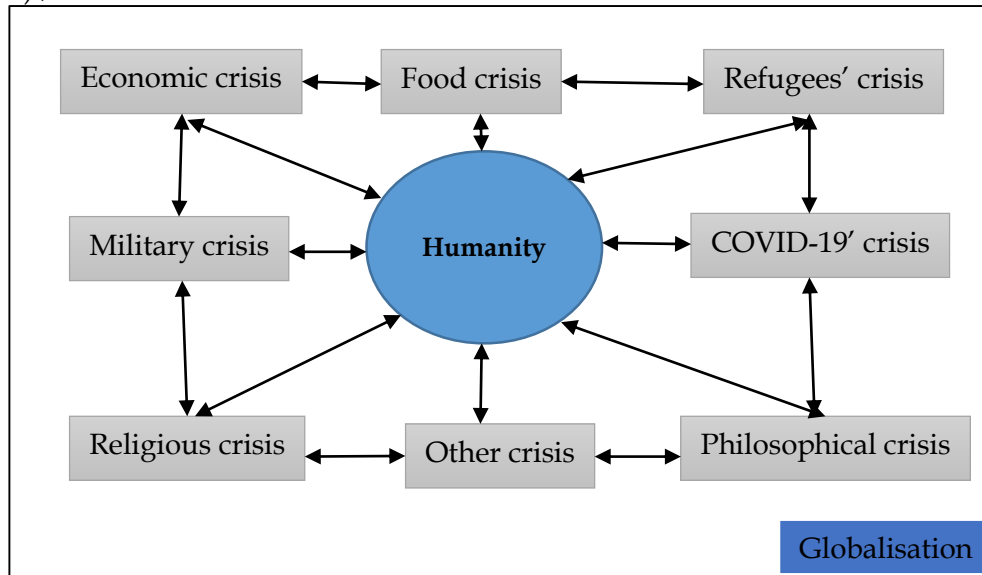 Economic crisis
Food crisis
Refugees’ crisis
Military crisis
Humanity
COVID-19’ crisis
Religious crisis
Other crisis
Philosophical crisis
Globalisation